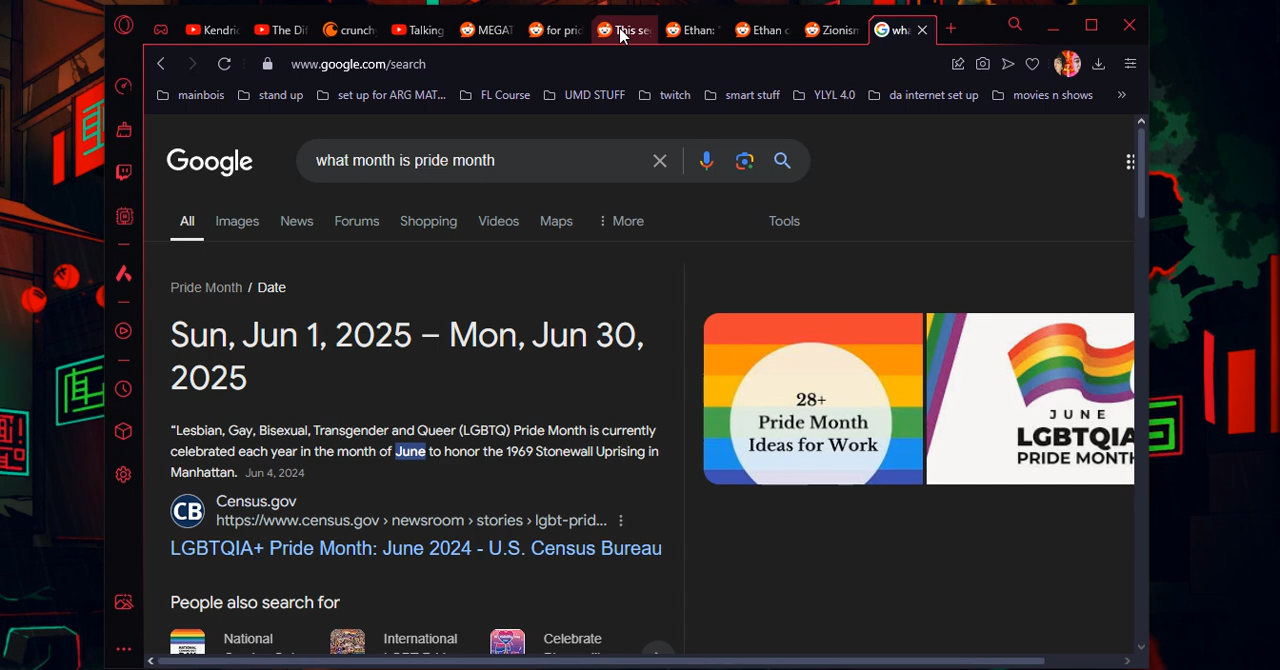 Kendric
The Dif
crunch
Talking
MEGAT
for prid
This se
Ethan: "
Ethan c
Zionism
wha
www.google.com/search
mainbois
stand up
set up for ARG MAT...
FL Course
UMD STUFF
twitch
smart stuff
YLYL 4.0
da internet set up
movies n shows
»
Google
what month is pride month
All
Images
News
Forums
Shopping
Videos
Maps
More
Tools
Pride Month / Date
Sun, Jun 1, 2025 – Mon, Jun 30,
2025
28+
Pride Month
Ideas for Work
JUNE
LGBTQIA
PRIDE MONTH
"Lesbian, Gay, Bisexual, Transgender and Queer (LGBTQ) Pride Month is currently
celebrated each year in the month of June to honor the 1969 Stonewall Uprising in
Manhattan. Jun 4, 2024
CB
Census.gov
https://www.census.gov › newsroom › stories › lgbt-prid...
LGBTQIA+ Pride Month: June 2024 - U.S. Census Bureau
People also search for
National
International
Celebrate